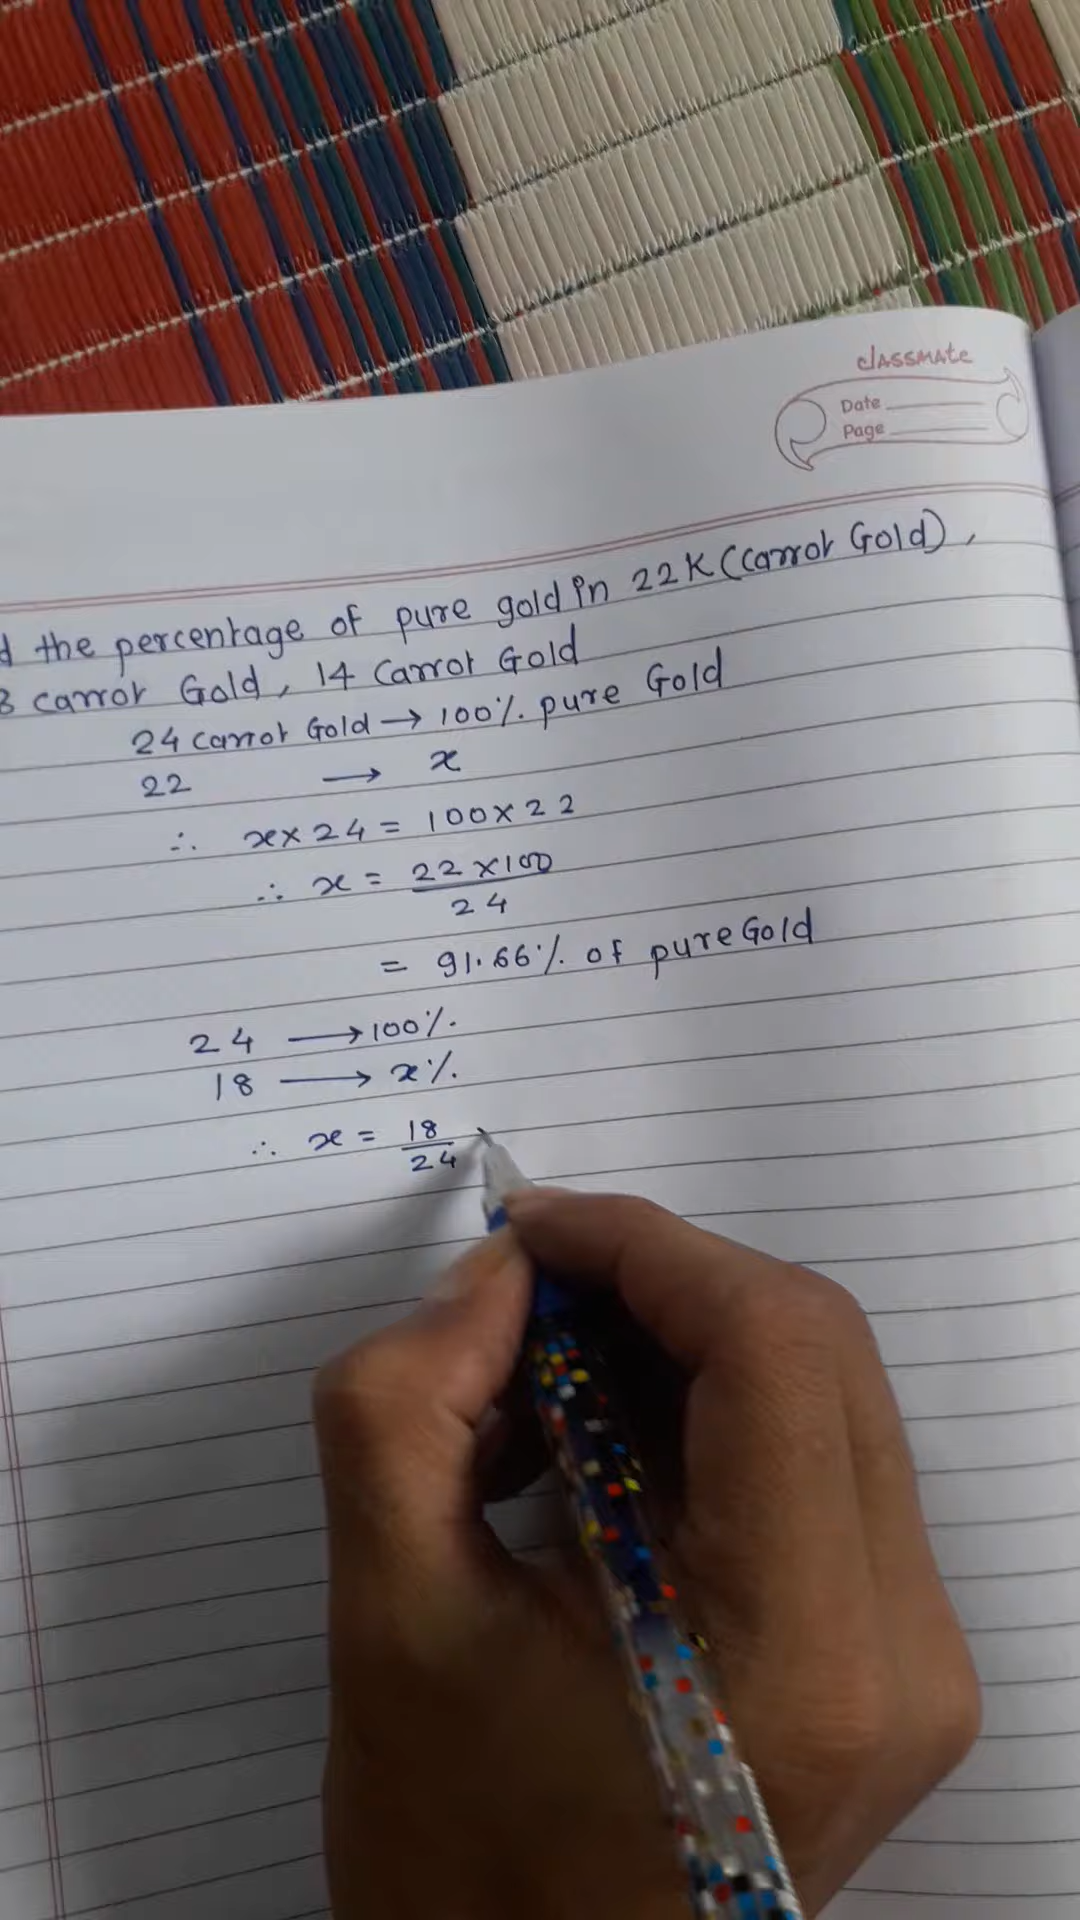 classmate
Date
Page
d the percentage of pure gold in 22K (Carrot Gold),
8 carrot Gold, 14 Carrot Gold
24 carrot Gold → 100% pure Gold
22 → x
∴ x × 24 = 100 × 22
∴ x = 22 × 100
24
= 91.66% of pure Gold
24 → 100%.
18 → x%.
∴ x = 18
24